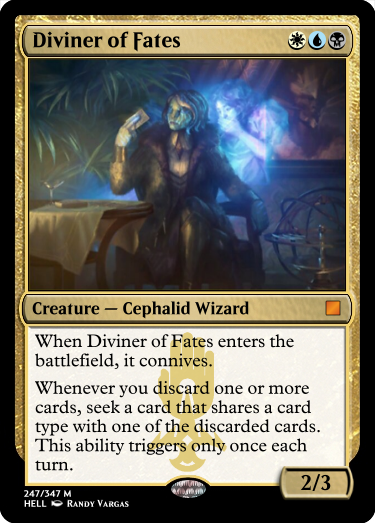 Diviner of Fates
Creature — Cephalid Wizard
When Diviner of Fates enters the
battlefield, it connives.
Whenever you discard one or more
cards, seek a card that shares a card
type with one of the discarded cards.
This ability triggers only once each
turn.
2/3
247/347 M
HELL Randy Vargas